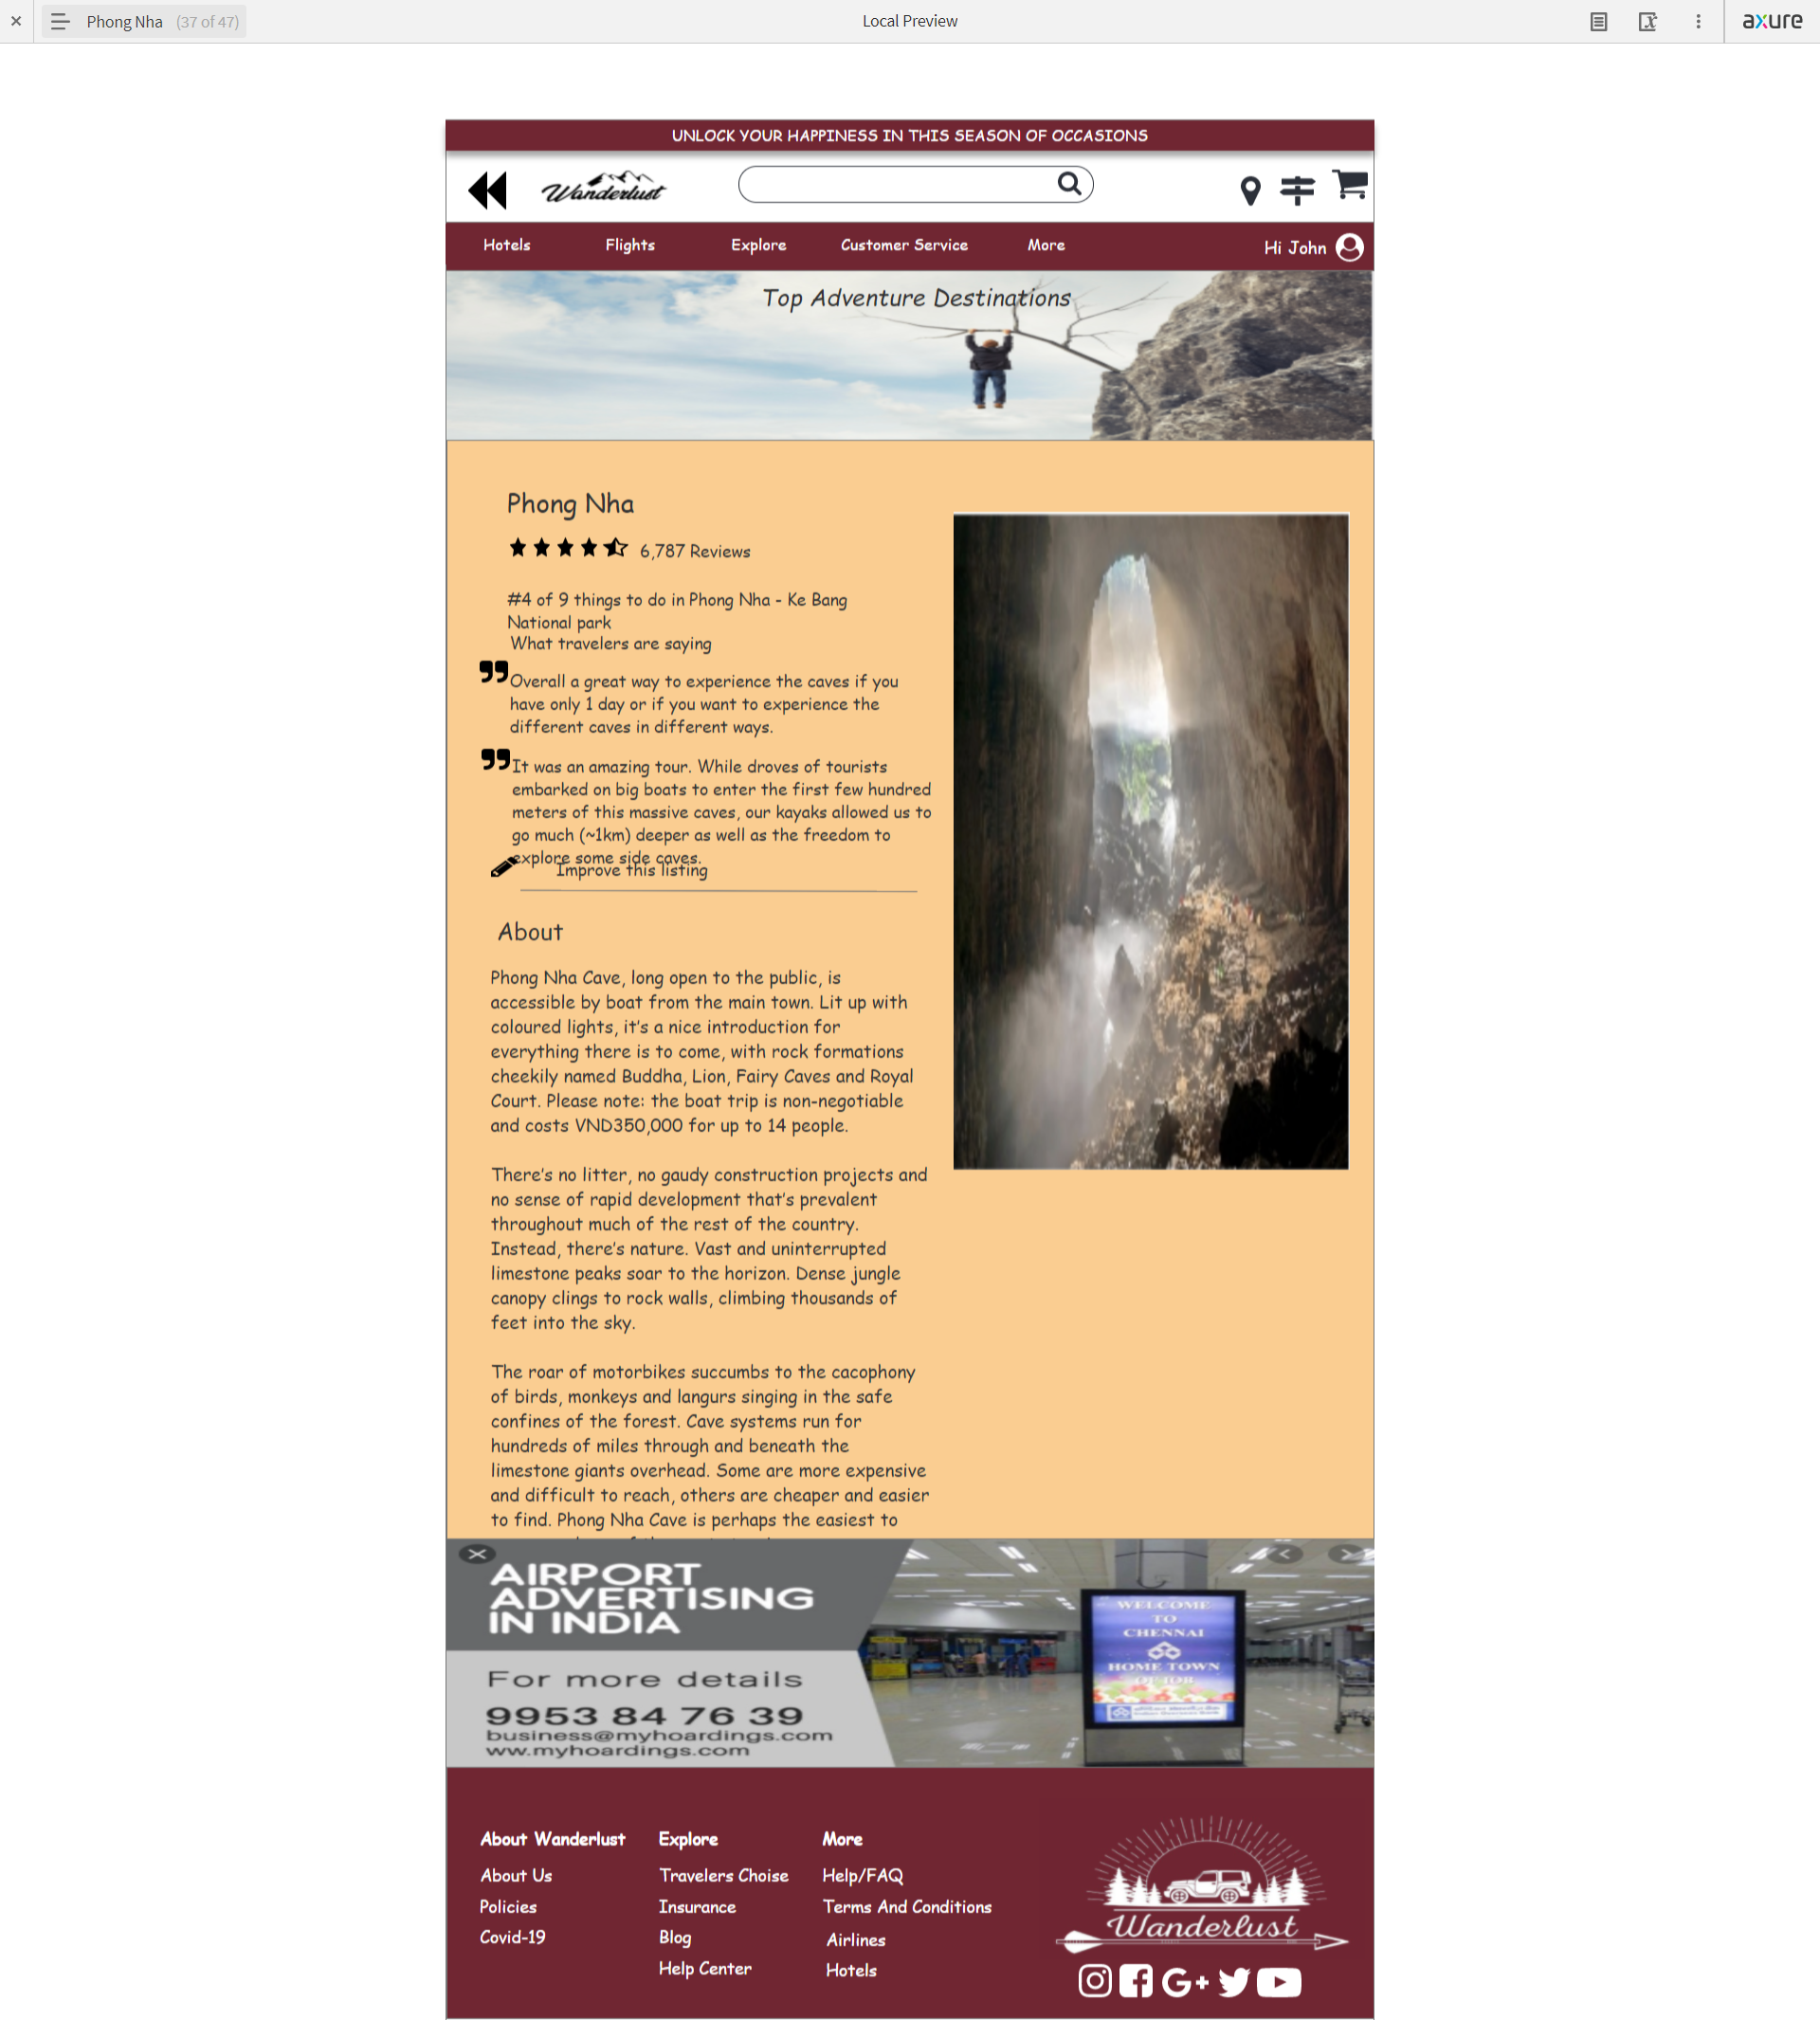 Phong Nha (37 of 47)
Local Preview
axure
UNLOCK YOUR HAPPINESS IN THIS SEASON OF OCCASIONS
Wanderlust
Hotels Flights Explore Customer Service More Hi John
Top Adventure Destinations
Phong Nha
6,787 Reviews
#4 of 9 things to do in Phong Nha - Ke Bang
National park
What travelers are saying
Overall a great way to experience the caves if you
have only 1 day or if you want to experience the
different caves in different ways.
It was an amazing tour. While droves of tourists
embarked on big boats to enter the first few hundred
meters of this massive caves, our kayaks allowed us to
go much (~1km) deeper as well as the freedom to
explore some side caves.
Improve this listing
About
Phong Nha Cave, long open to the public, is
accessible by boat from the main town. Lit up with
coloured lights, it's a nice introduction for
everything there is to come, with rock formations
cheekily named Buddha, Lion, Fairy Caves and Royal
Court. Please note: the boat trip is non-negotiable
and costs VND350,000 for up to 14 people.
There's no litter, no gaudy construction projects and
no sense of rapid development that's prevalent
throughout much of the rest of the country.
Instead, there's nature. Vast and uninterrupted
limestone peaks soar to the horizon. Dense jungle
canopy clings to rock walls, climbing thousands of
feet into the sky.
The roar of motorbikes succumbs to the cacophony
of birds, monkeys and langurs singing in the safe
confines of the forest. Cave systems run for
hundreds of miles through and beneath the
limestone giants overhead. Some are more expensive
and difficult to reach, others are cheaper and easier
to find. Phong Nha Cave is perhaps the easiest to
AIRPORT
ADVERTISING
IN INDIA
For more details
9953 84 76 39
business@myhoardings.com
ww.myhoardings.com
WELCOME
TO
CHENNAI
HOME TOWN
OF IOB
About Wanderlust
About Us
Policies
Covid-19
Explore
Travelers Choise
Insurance
Blog
Help Center
More
Help/FAQ
Terms And Conditions
Airlines
Hotels
Wanderlust
G+